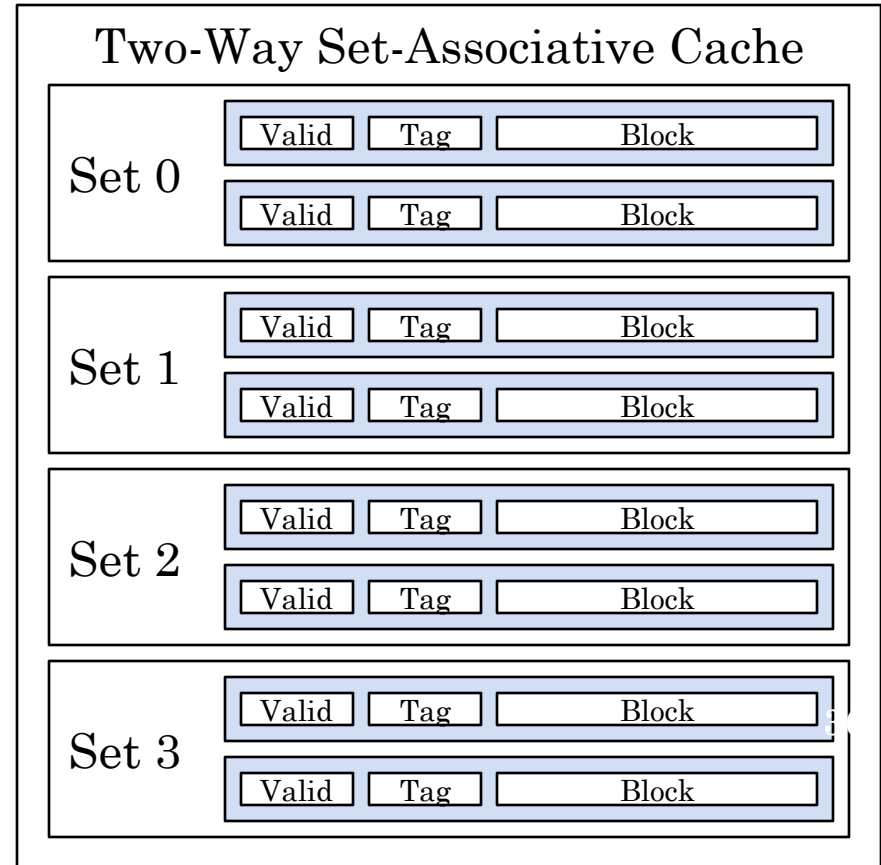 Two-Way Set-Associative Cache
Set 0
Valid Tag Block
Valid Tag Block
Set 1
Valid Tag Block
Valid Tag Block
Set 2
Valid Tag Block
Valid Tag Block
Set 3
Valid Tag Block
Valid Tag Block